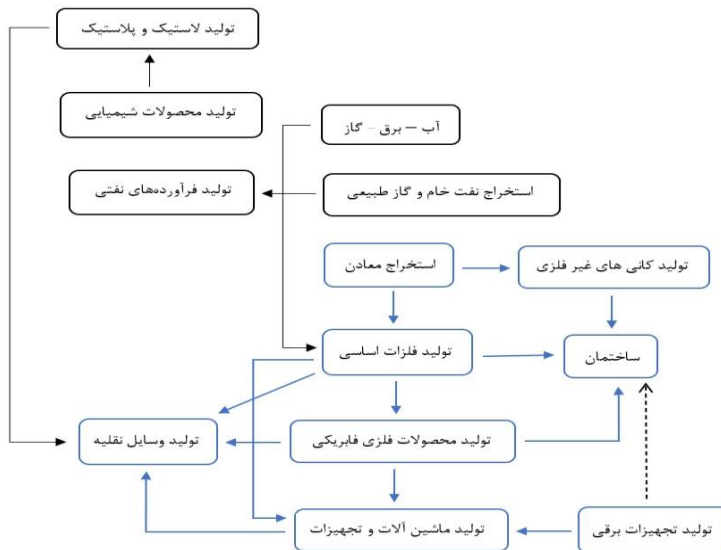 تولید لاستیک و پلاستیک
تولید محصولات شیمیایی
آب – برق – گاز
استخراج نفت خام و گاز طبیعی
تولید فرآورده‌های نفتی
استخراج معادن
تولید کانی های غیر فلزی
تولید فلزات اساسی
ساختمان
تولید محصولات فلزی فابریکی
تولید وسایل نقلیه
تولید تجهیزات برقی
تولید ماشین آلات و تجهیزات